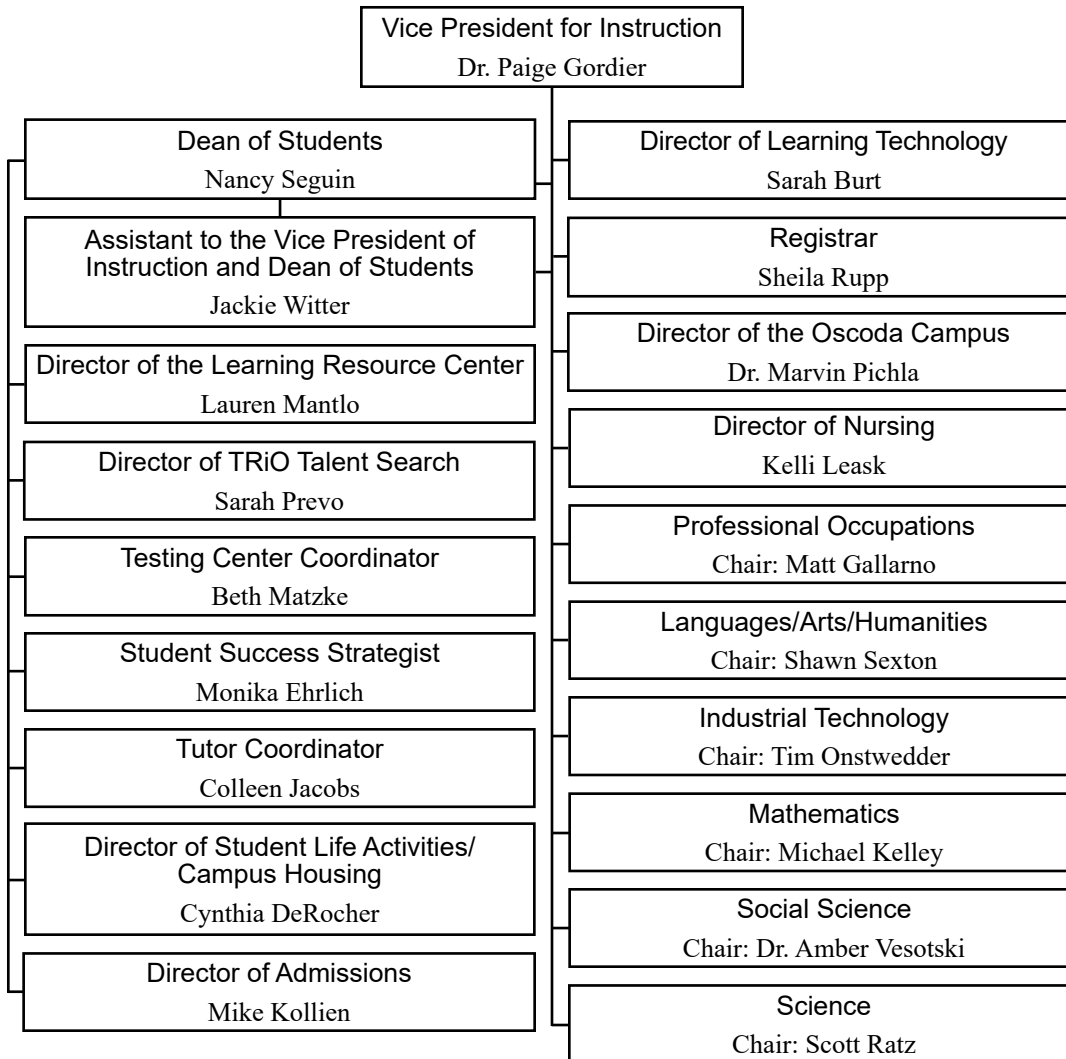 Vice President for Instruction
Dr. Paige Gordier
Dean of Students
Nancy Seguin
Assistant to the Vice President of
Instruction and Dean of Students
Jackie Witter
Director of the Learning Resource Center
Lauren Mantlo
Director of TRiO Talent Search
Sarah Prevo
Testing Center Coordinator
Beth Matzke
Student Success Strategist
Monika Ehrlich
Tutor Coordinator
Colleen Jacobs
Director of Student Life Activities/
Campus Housing
Cynthia DeRocher
Director of Admissions
Mike Kollien
Director of Learning Technology
Sarah Burt
Registrar
Sheila Rupp
Director of the Oscoda Campus
Dr. Marvin Pichla
Director of Nursing
Kelli Leask
Professional Occupations
Chair: Matt Gallarno
Languages/Arts/Humanities
Chair: Shawn Sexton
Industrial Technology
Chair: Tim Onstwedder
Mathematics
Chair: Michael Kelley
Social Science
Chair: Dr. Amber Vesotski
Science
Chair: Scott Ratz